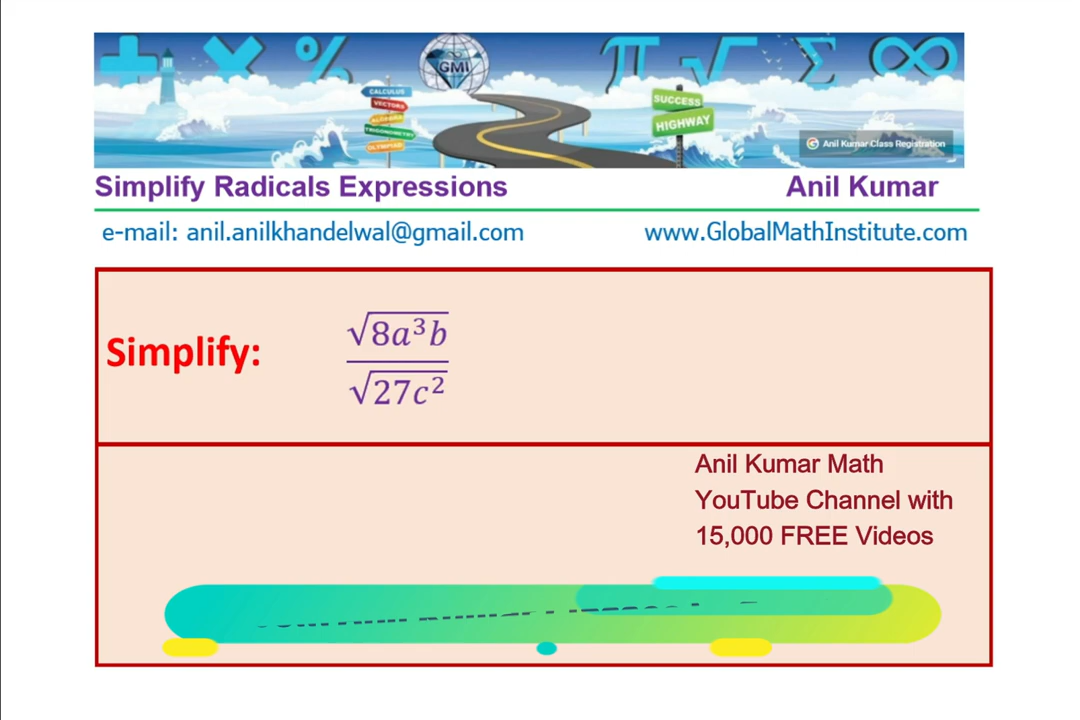 + × % GMI π √ Σ ∞
CALCULUS
VECTORS
ALGEBRA
TRIGONOMETRY
OLYMPIAD
SUCCESS
HIGHWAY
G Anil Kumar Class Registration
Simplify Radicals Expressions Anil Kumar
e-mail: anil.anilkhandelwal@gmail.com www.GlobalMathInstitute.com
Simplify: √(8a³b) / √(27c²)
Anil Kumar Math
YouTube Channel with
15,000 FREE Videos